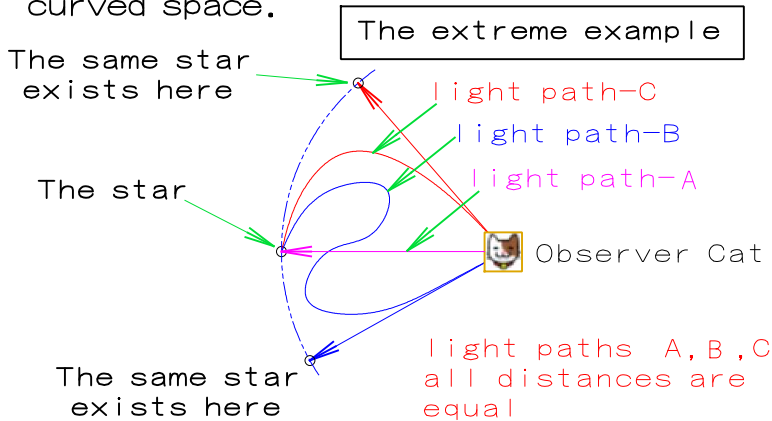 curved space.
The extreme example
The same star
exists here
light path-C
light path-B
light path-A
The star
Observer Cat
light paths A,B,C
all distances are
equal
The same star
exists here